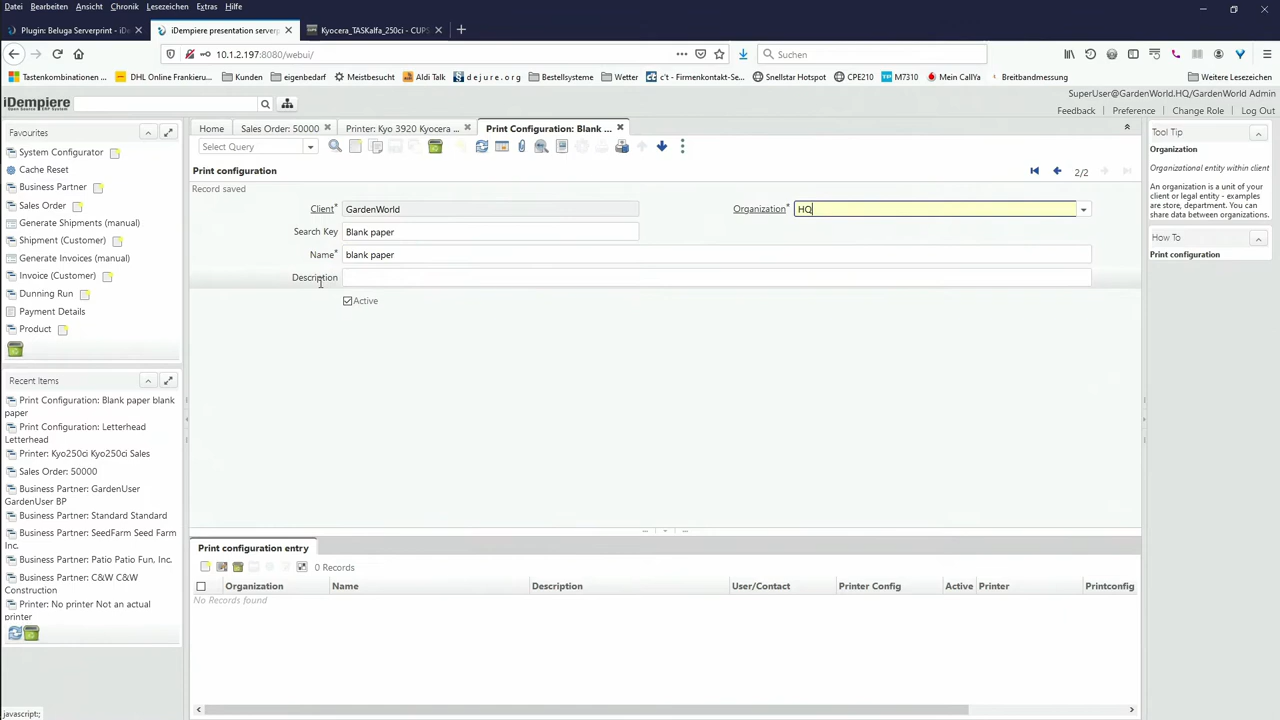 Datei Bearbeiten Ansicht Chronik Lesezeichen Extras Hilfe
Plugin: Beluga Serverprint - iDe
iDempiere presentation serverp
Kyocera_TASKalfa_250ci - CUPS
10.1.2.197:8080/webui/
Suchen
Tastenkombinationen ...
DHL Online Frankieru...
Kunden
eigenbedarf
Meistbesucht
Aldi Talk
d e j u r e . o r g
Bestellsysteme
Wetter
c't - Firmenkontakt-Se...
Snellstar Hotspot
CPE210
M7310
Mein CallYa
Breitbandmessung
Weitere Lesezeichen
iDempiere
SuperUser@GardenWorld.HQ/GardenWorld Admin
Feedback Preference Change Role Log Out
Favourites
System Configurator
Cache Reset
Business Partner
Sales Order
Generate Shipments (manual)
Shipment (Customer)
Generate Invoices (manual)
Invoice (Customer)
Dunning Run
Payment Details
Product
Recent Items
Print Configuration: Blank paper blank
paper
Print Configuration: Letterhead
Letterhead
Printer: Kyo250ci Kyo250ci Sales
Sales Order: 50000
Business Partner: GardenUser
GardenUser BP
Business Partner: Standard Standard
Business Partner: SeedFarm Seed Farm
Inc.
Business Partner: Patio Patio Fun, Inc.
Business Partner: C&W C&W
Construction
Printer: No printer Not an actual
printer
javascript:;
Home
Sales Order: 50000
Printer: Kyo 3920 Kyocera ...
Print Configuration: Blank ...
Select Query
Print configuration
2/2
Record saved
Client* GardenWorld
Organization* HQ
Search Key Blank paper
Name* blank paper
Description
Active
Print configuration entry
0 Records
Organization Name Description User/Contact Printer Config Active Printer Printconfig
No Records found
Tool Tip
Organization
Organizational entity within client
An organization is a unit of your
client or legal entity - examples
are store, department. You can
share data between organizations.
How To
Print configuration